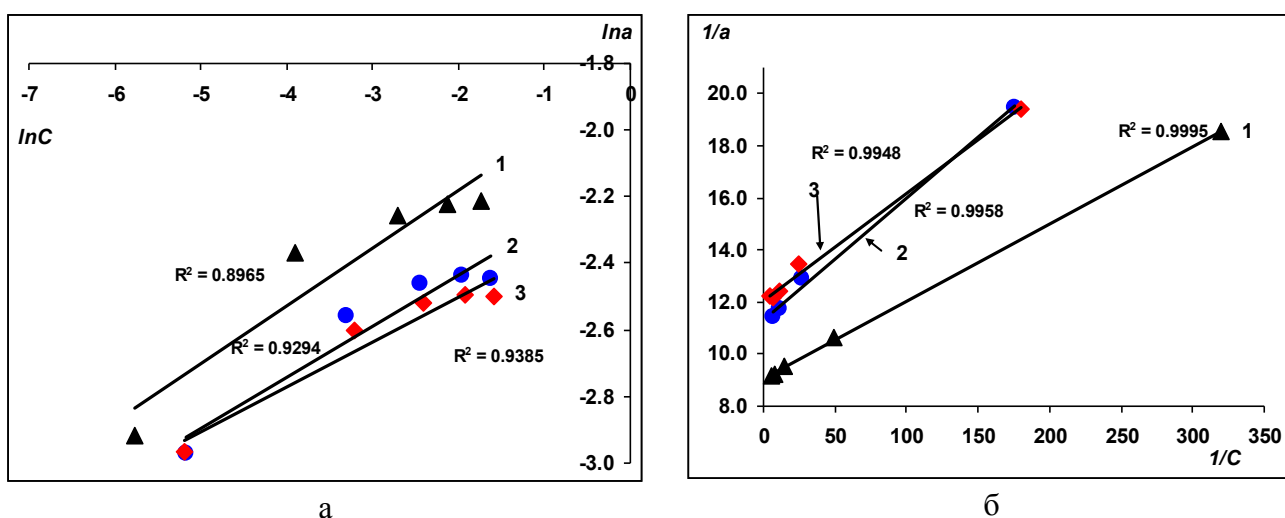 lna
-1.8
-7 -6 -5 -4 -3 -2 -1 0
lnC
-2.0
1
-2.2
R² = 0.8965
2
-2.4
3
R² = 0.9294
R² = 0.9385
-2.6
-2.8
-3.0
а
1/a
20.0
18.0
16.0
14.0
12.0
10.0
8.0
R² = 0.9995
1
R² = 0.9948
3
R² = 0.9958
2
0 50 100 150 200 250 300 350
1/C
б